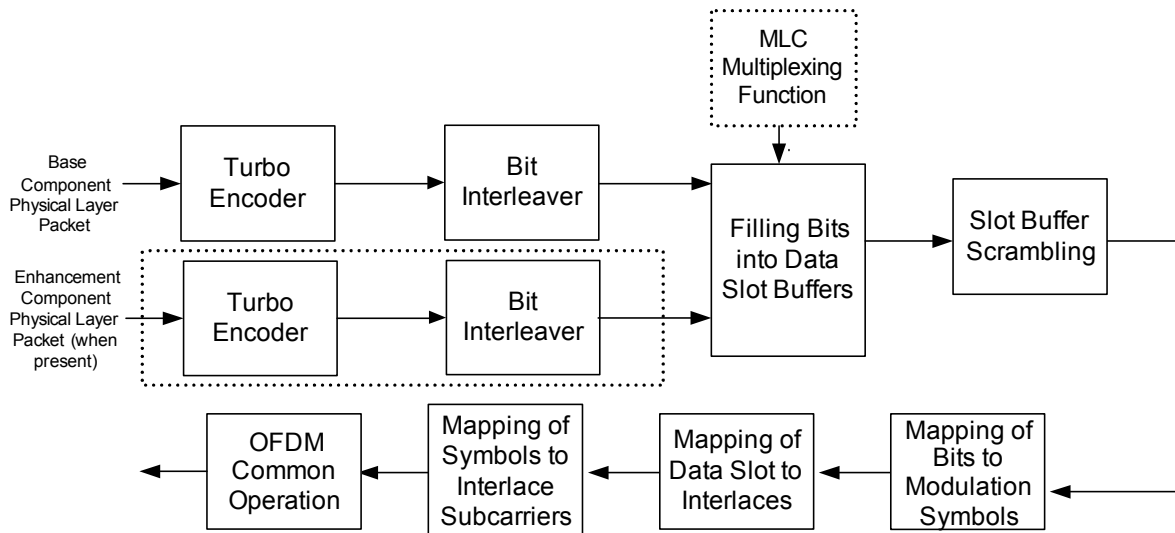 MLC
Multiplexing
Function
Base
Component
Physical Layer
Packet
Turbo
Encoder
Bit
Interleaver
Filling Bits
into Data
Slot Buffers
Slot Buffer
Scrambling
Enhancement
Component
Physical Layer
Packet (when
present)
Turbo
Encoder
Bit
Interleaver
OFDM
Common
Operation
Mapping of
Symbols to
Interlace
Subcarriers
Mapping of
Data Slot to
Interlaces
Mapping of
Bits to
Modulation
Symbols